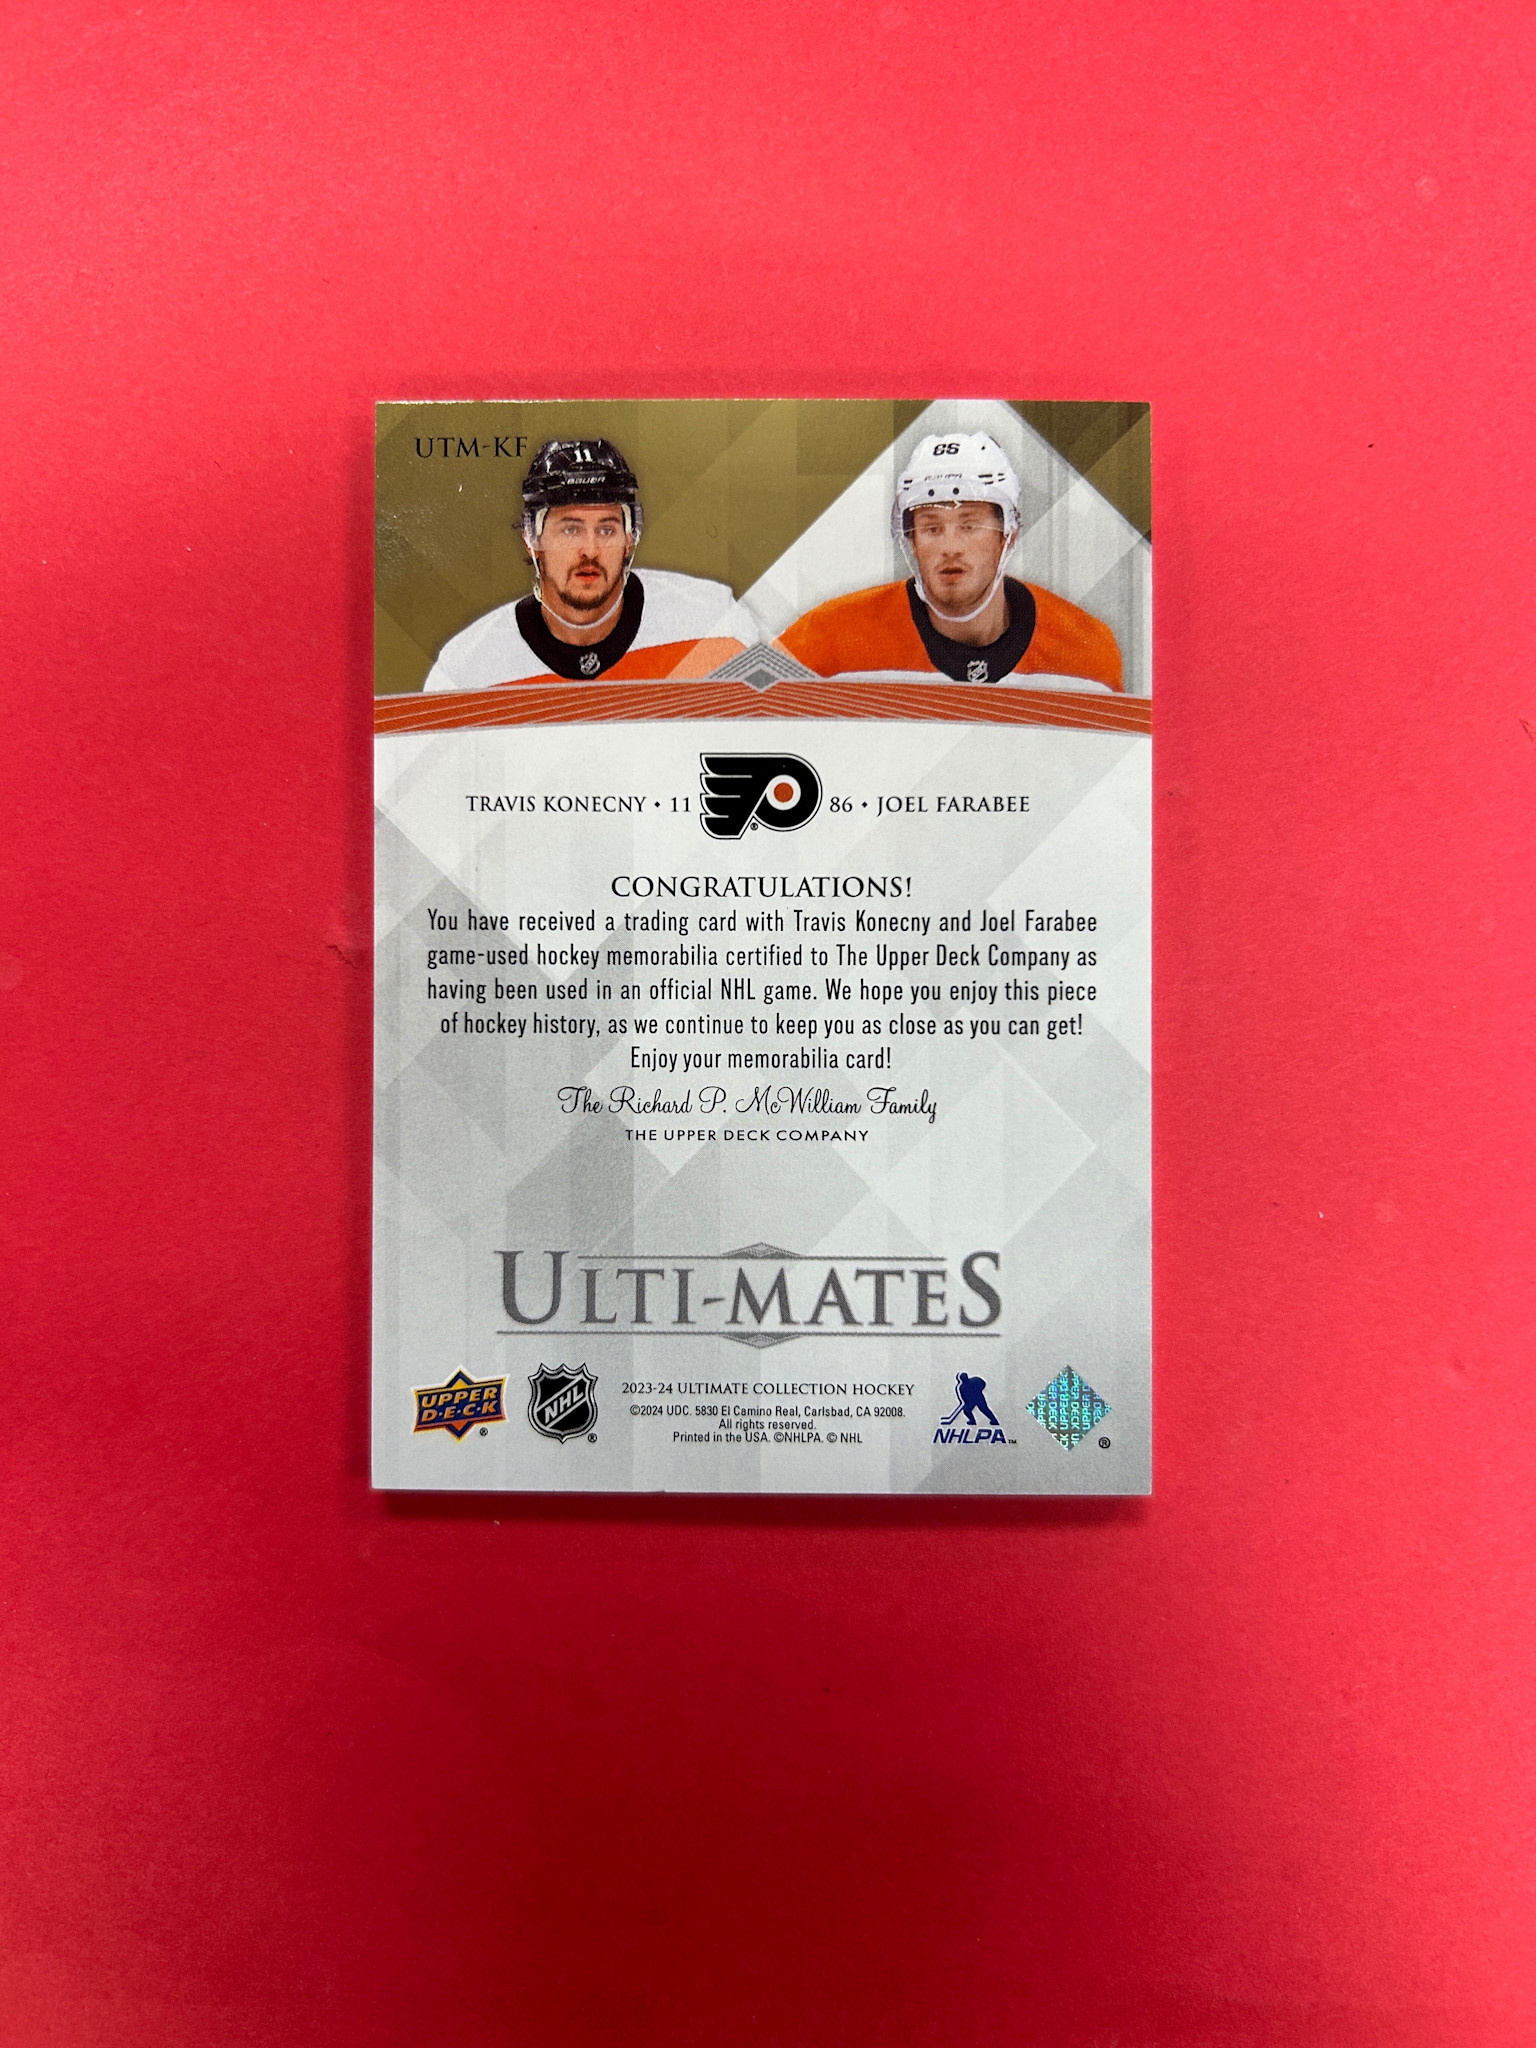 UTM-KF
11
BAUER
TRAVIS KONECNY • 11
86 • JOEL FARABEE
CONGRATULATIONS!
You have received a trading card with Travis Konecny and Joel Farabee
game-used hockey memorabilia certified to The Upper Deck Company as
having been used in an official NHL game. We hope you enjoy this piece
of hockey history, as we continue to keep you as close as you can get!
Enjoy your memorabilia card!
The Richard P. McWilliam Family
THE UPPER DECK COMPANY
ULTI-MATES
UPPER
D•E•C•K
®
NHL
®
2023-24 ULTIMATE COLLECTION HOCKEY
©2024 UDC. 5830 El Camino Real, Carlsbad, CA 92008.
All rights reserved.
Printed in the USA. ©NHLPA. © NHL
NHLPA™
®